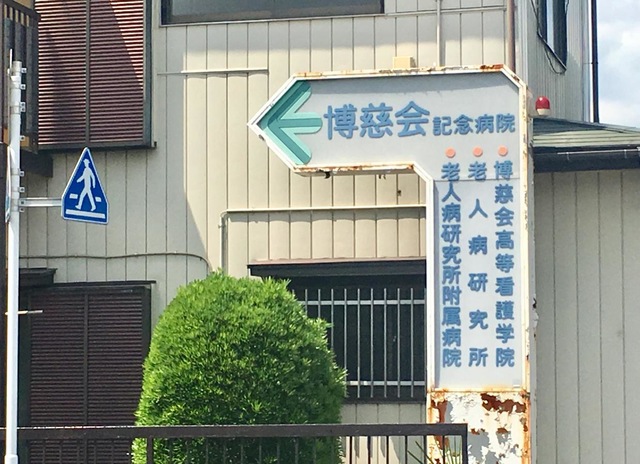 博慈会 記念病院
博慈会高等看護学院
老人病研究所
老人病研究所附属病院